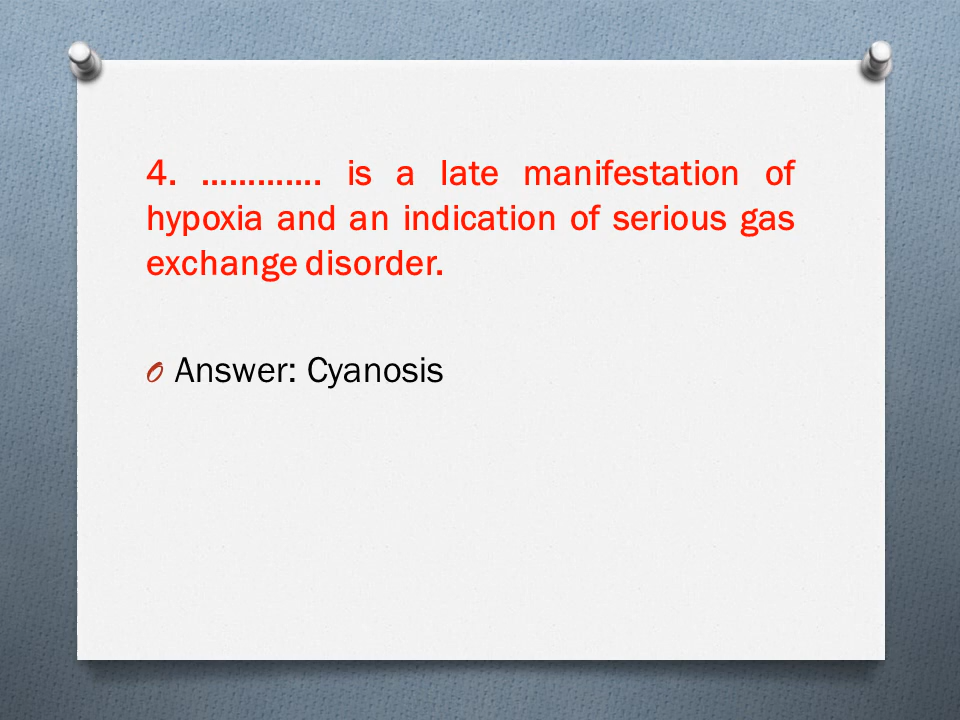 4. …………. is a late manifestation of
hypoxia and an indication of serious gas
exchange disorder.
Answer: Cyanosis